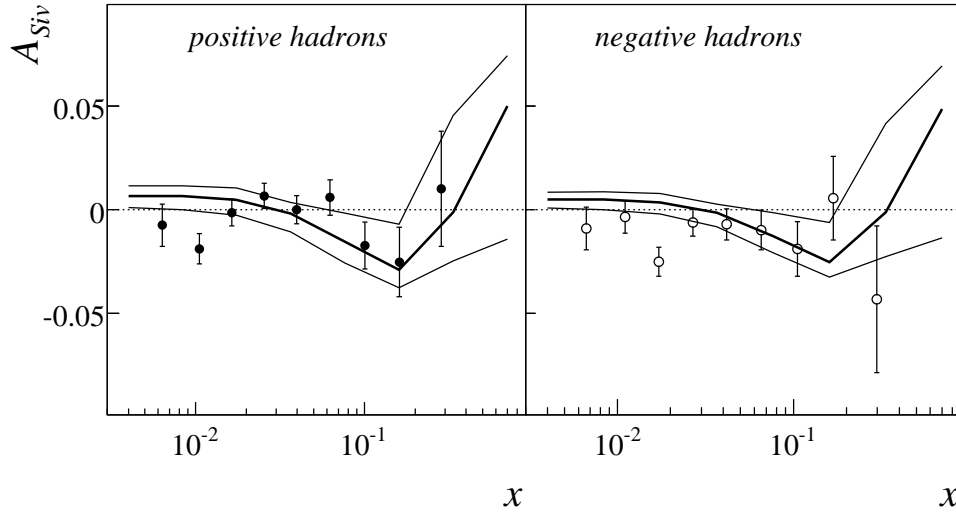 A_Siv
positive hadrons
negative hadrons
0.05
0
-0.05
10^-2
10^-1
10^-2
10^-1
x
x